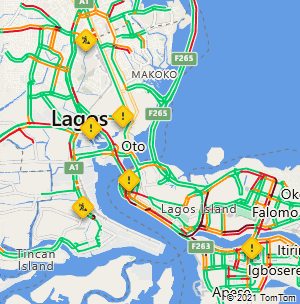 A1
F265
MAKOKO
F265
Lagos
Oto
A1
Ok
Lagos Island
Falomo
F263
Itirin
Tincan
Island
Igbosere
Apese
© 2021 TomTom